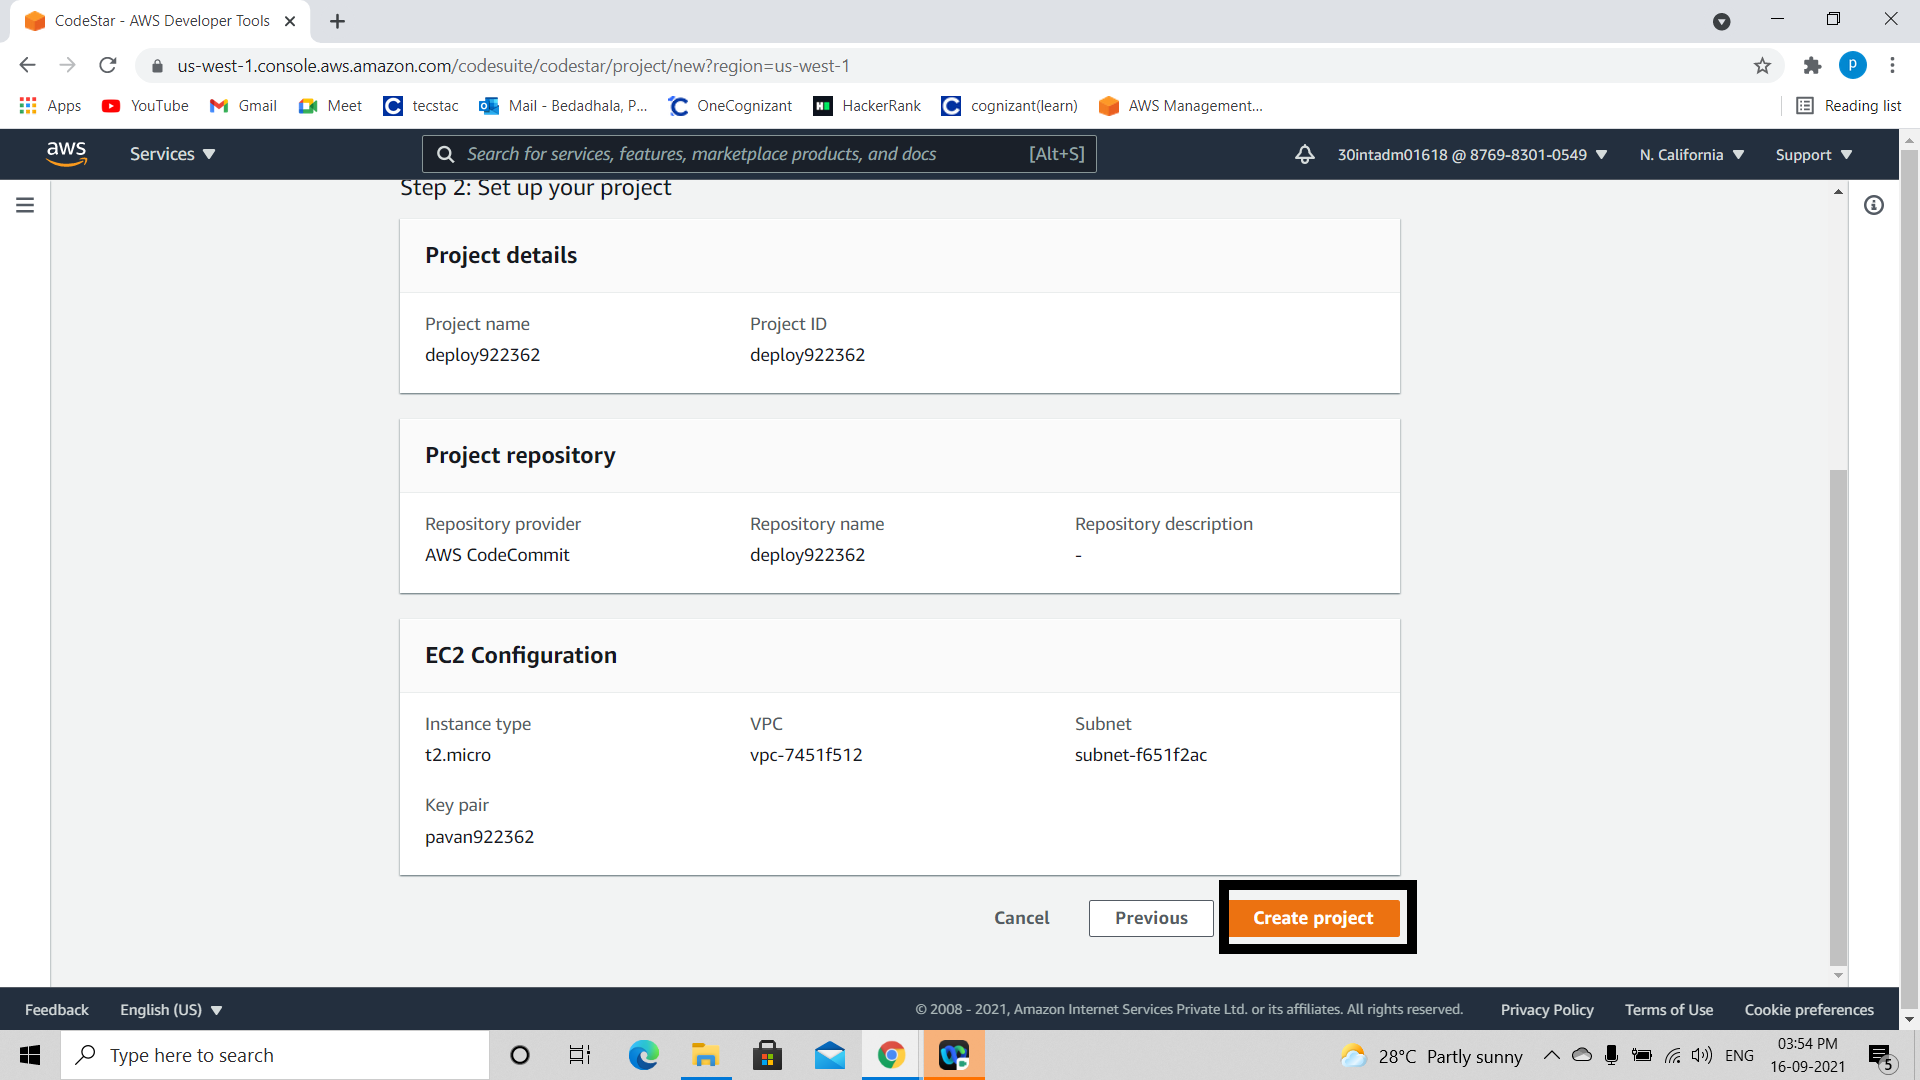 CodeStar - AWS Developer Tools
us-west-1.console.aws.amazon.com/codesuite/codestar/project/new?region=us-west-1
P
Apps YouTube Gmail Meet tecstac Mail - Bedadhala, P... OneCognizant HackerRank cognizant(learn) AWS Management... Reading list
aws Services Search for services, features, marketplace products, and docs [Alt+S] 30intadm01618 @ 8769-8301-0549 N. California Support
Step 2: Set up your project
Project details
Project name Project ID
deploy922362 deploy922362
Project repository
Repository provider Repository name Repository description
AWS CodeCommit deploy922362 -
EC2 Configuration
Instance type VPC Subnet
t2.micro vpc-7451f512 subnet-f651f2ac
Key pair
pavan922362
Cancel Previous Create project
Feedback English (US) © 2008 - 2021, Amazon Internet Services Private Ltd. or its affiliates. All rights reserved. Privacy Policy Terms of Use Cookie preferences
Type here to search 28°C Partly sunny ENG 03:54 PM
16-09-2021 5